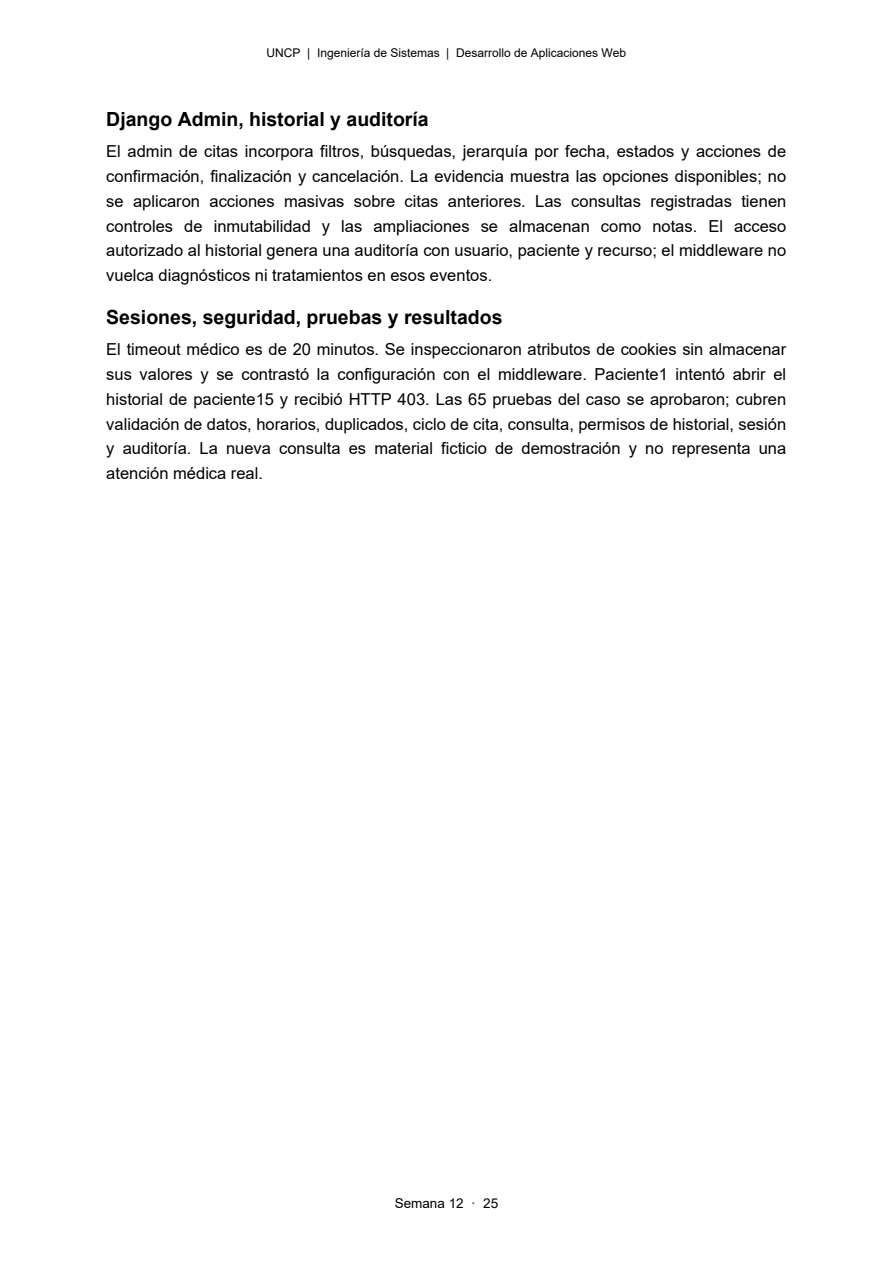 UNCP | Ingeniería de Sistemas | Desarrollo de Aplicaciones Web
Django Admin, historial y auditoría
El admin de citas incorpora filtros, búsquedas, jerarquía por fecha, estados y acciones de
confirmación, finalización y cancelación. La evidencia muestra las opciones disponibles; no
se aplicaron acciones masivas sobre citas anteriores. Las consultas registradas tienen
controles de inmutabilidad y las ampliaciones se almacenan como notas. El acceso
autorizado al historial genera una auditoría con usuario, paciente y recurso; el middleware no
vuelca diagnósticos ni tratamientos en esos eventos.
Sesiones, seguridad, pruebas y resultados
El timeout médico es de 20 minutos. Se inspeccionaron atributos de cookies sin almacenar
sus valores y se contrastó la configuración con el middleware. Paciente1 intentó abrir el
historial de paciente15 y recibió HTTP 403. Las 65 pruebas del caso se aprobaron; cubren
validación de datos, horarios, duplicados, ciclo de cita, consulta, permisos de historial, sesión
y auditoría. La nueva consulta es material ficticio de demostración y no representa una
atención médica real.
Semana 12 · 25